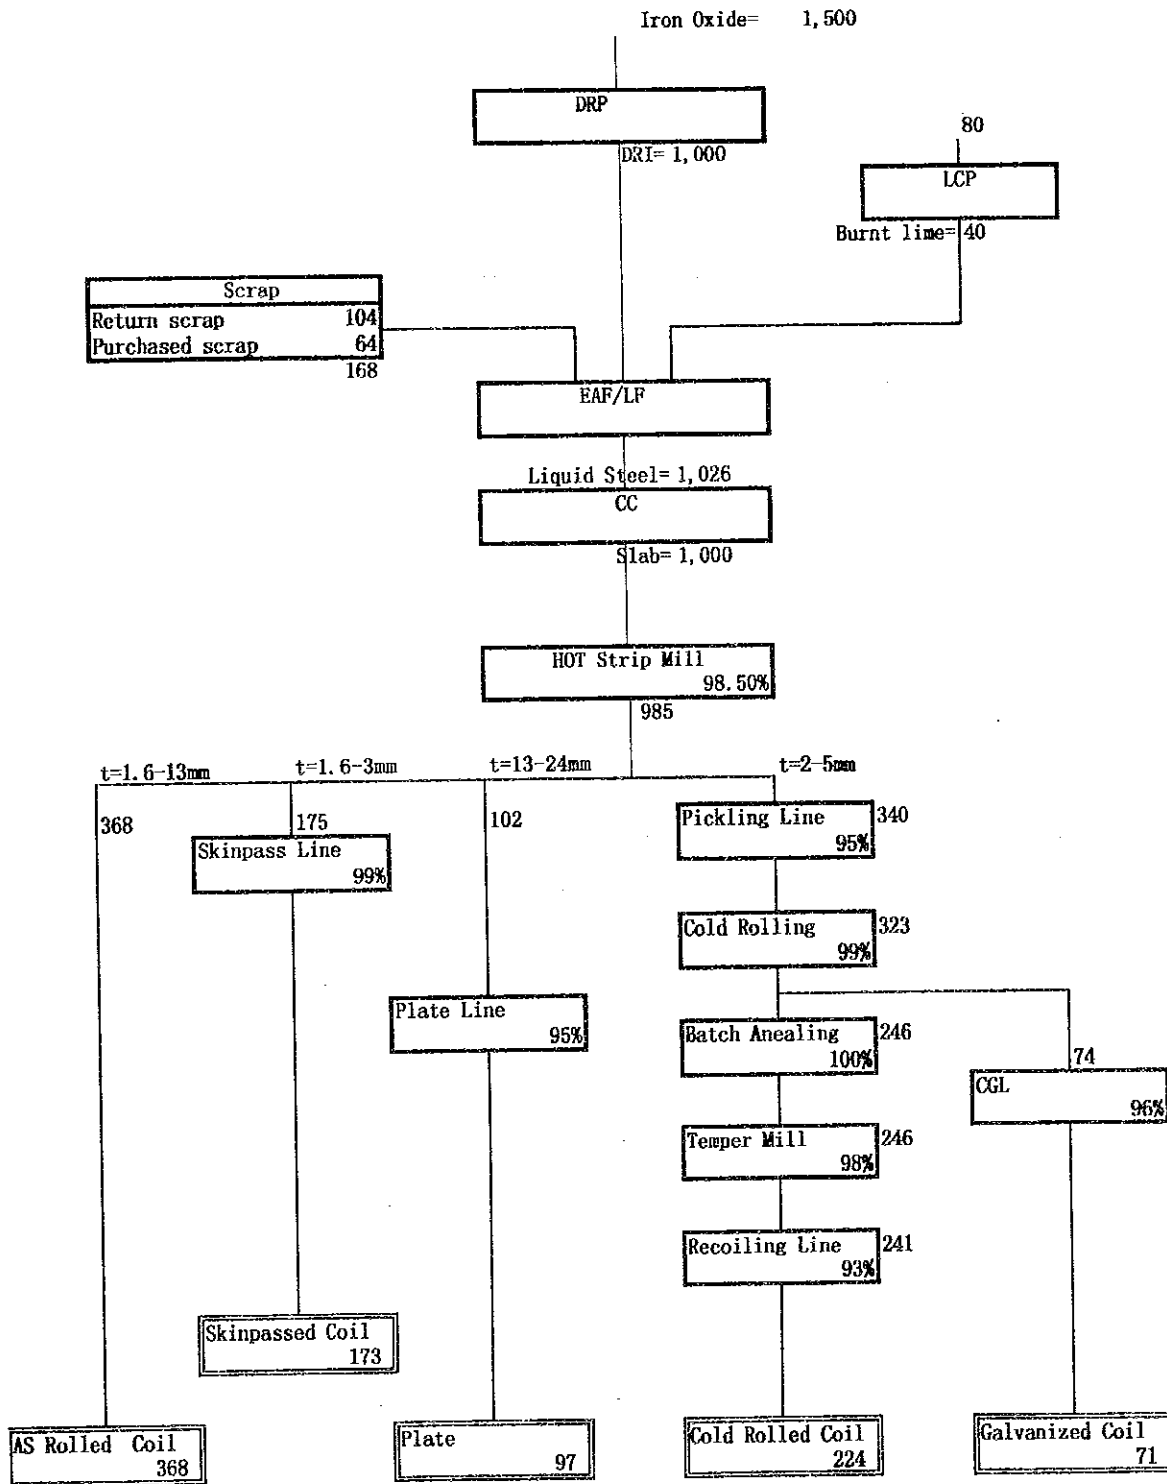 Iron Oxide= 1,500
DRP
DRI= 1,000
80
LCP
Burnt lime= 40
Scrap
Return scrap 104
Purchased scrap 64
168
EAF/LF
Liquid Steel= 1,026
CC
Slab= 1,000
HOT Strip Mill
98.50%
985
t=1.6-13mm t=1.6-3mm t=13-24mm t=2-5mm
368
175
102
Skinpass Line
99%
Pickling Line 340
95%
Cold Rolling 323
99%
Plate Line
95%
Batch Anealing 246
100%
74
CGL
96%
Temper Mill 246
98%
Recoiling Line 241
93%
Skinpassed Coil
173
AS Rolled Coil
368
Plate
97
Cold Rolled Coil
224
Galvanized Coil
71